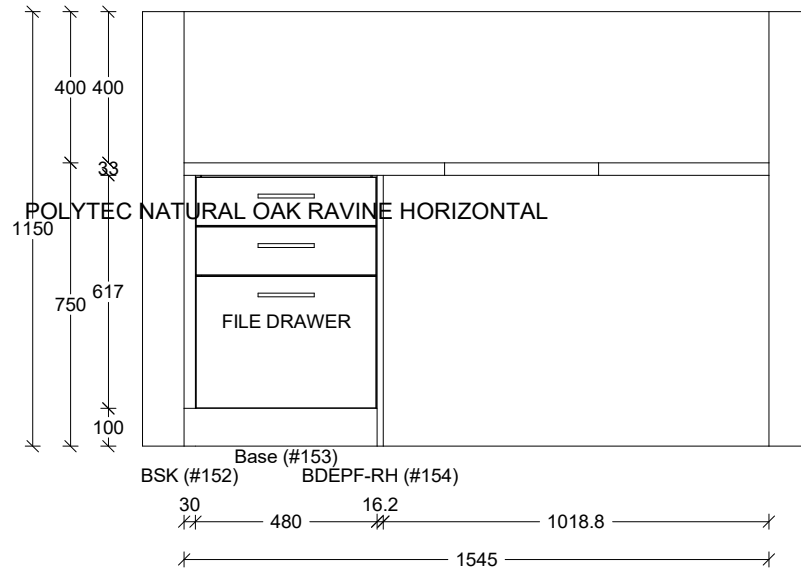 400 400
33
POLYTEC NATURAL OAK RAVINE HORIZONTAL
1150
617
750
FILE DRAWER
100
Base (#153)
BSK (#152) BDEPF-RH (#154)
30 16.2
480 1018.8
1545